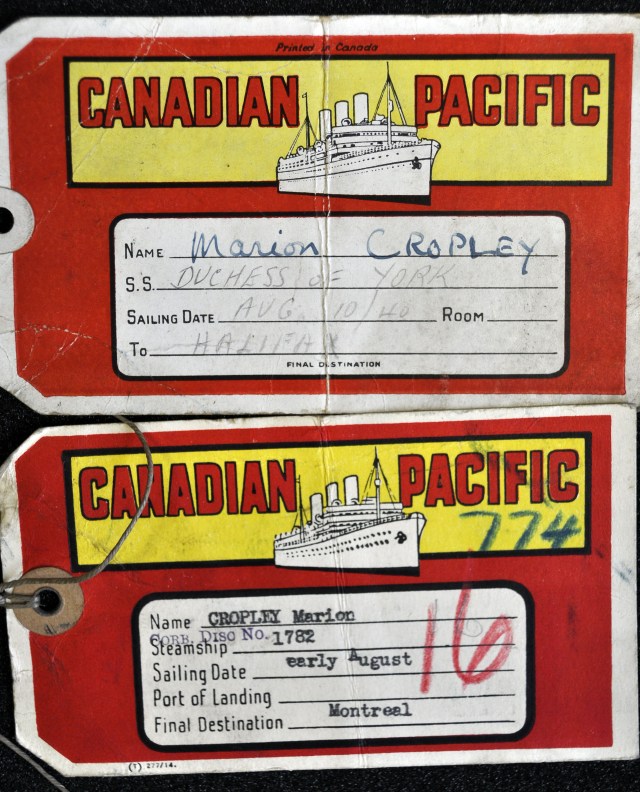 Printed in Canada
CANADIAN PACIFIC
NAME Marion CROPLEY
S.S. DUCHESS OF YORK
SAILING DATE AUG 10/40 ROOM
To HALIFAX
FINAL DESTINATION
CANADIAN PACIFIC
774
Name CROPLEY Marion
CORB. DISC NO. 1782
Steamship
Sailing Date early August
16
Port of Landing
Final Destination Montreal
(T) 277/14.